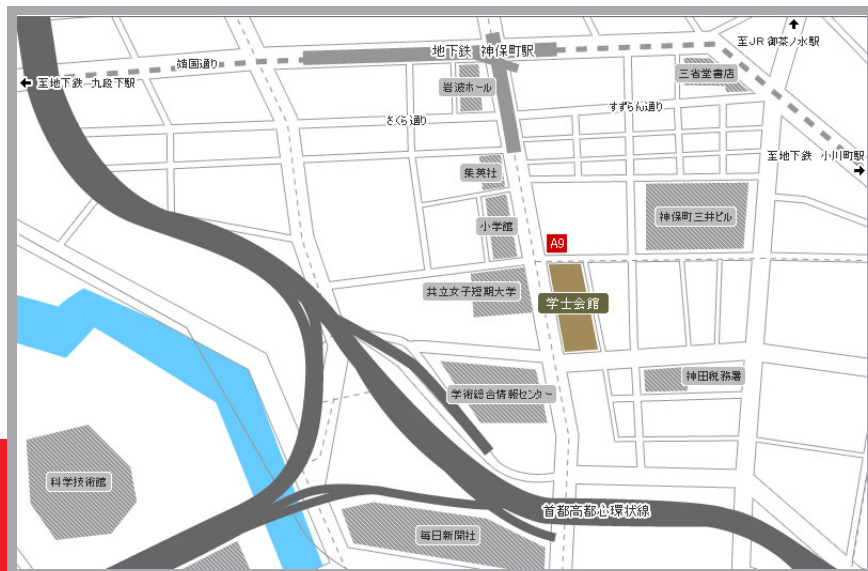 地下鉄 神保町駅
至JR 御茶ノ水駅
靖国通り
三省堂書店
至地下鉄 九段下駅
岩波ホール
すずらん通り
さくら通り
至地下鉄 小川町駅
集英社
神保町三井ビル
小学館
A9
共立女子短期大学
学士会館
神田税務署
学術総合情報センター
科学技術館
首都高都心環状線
毎日新聞社